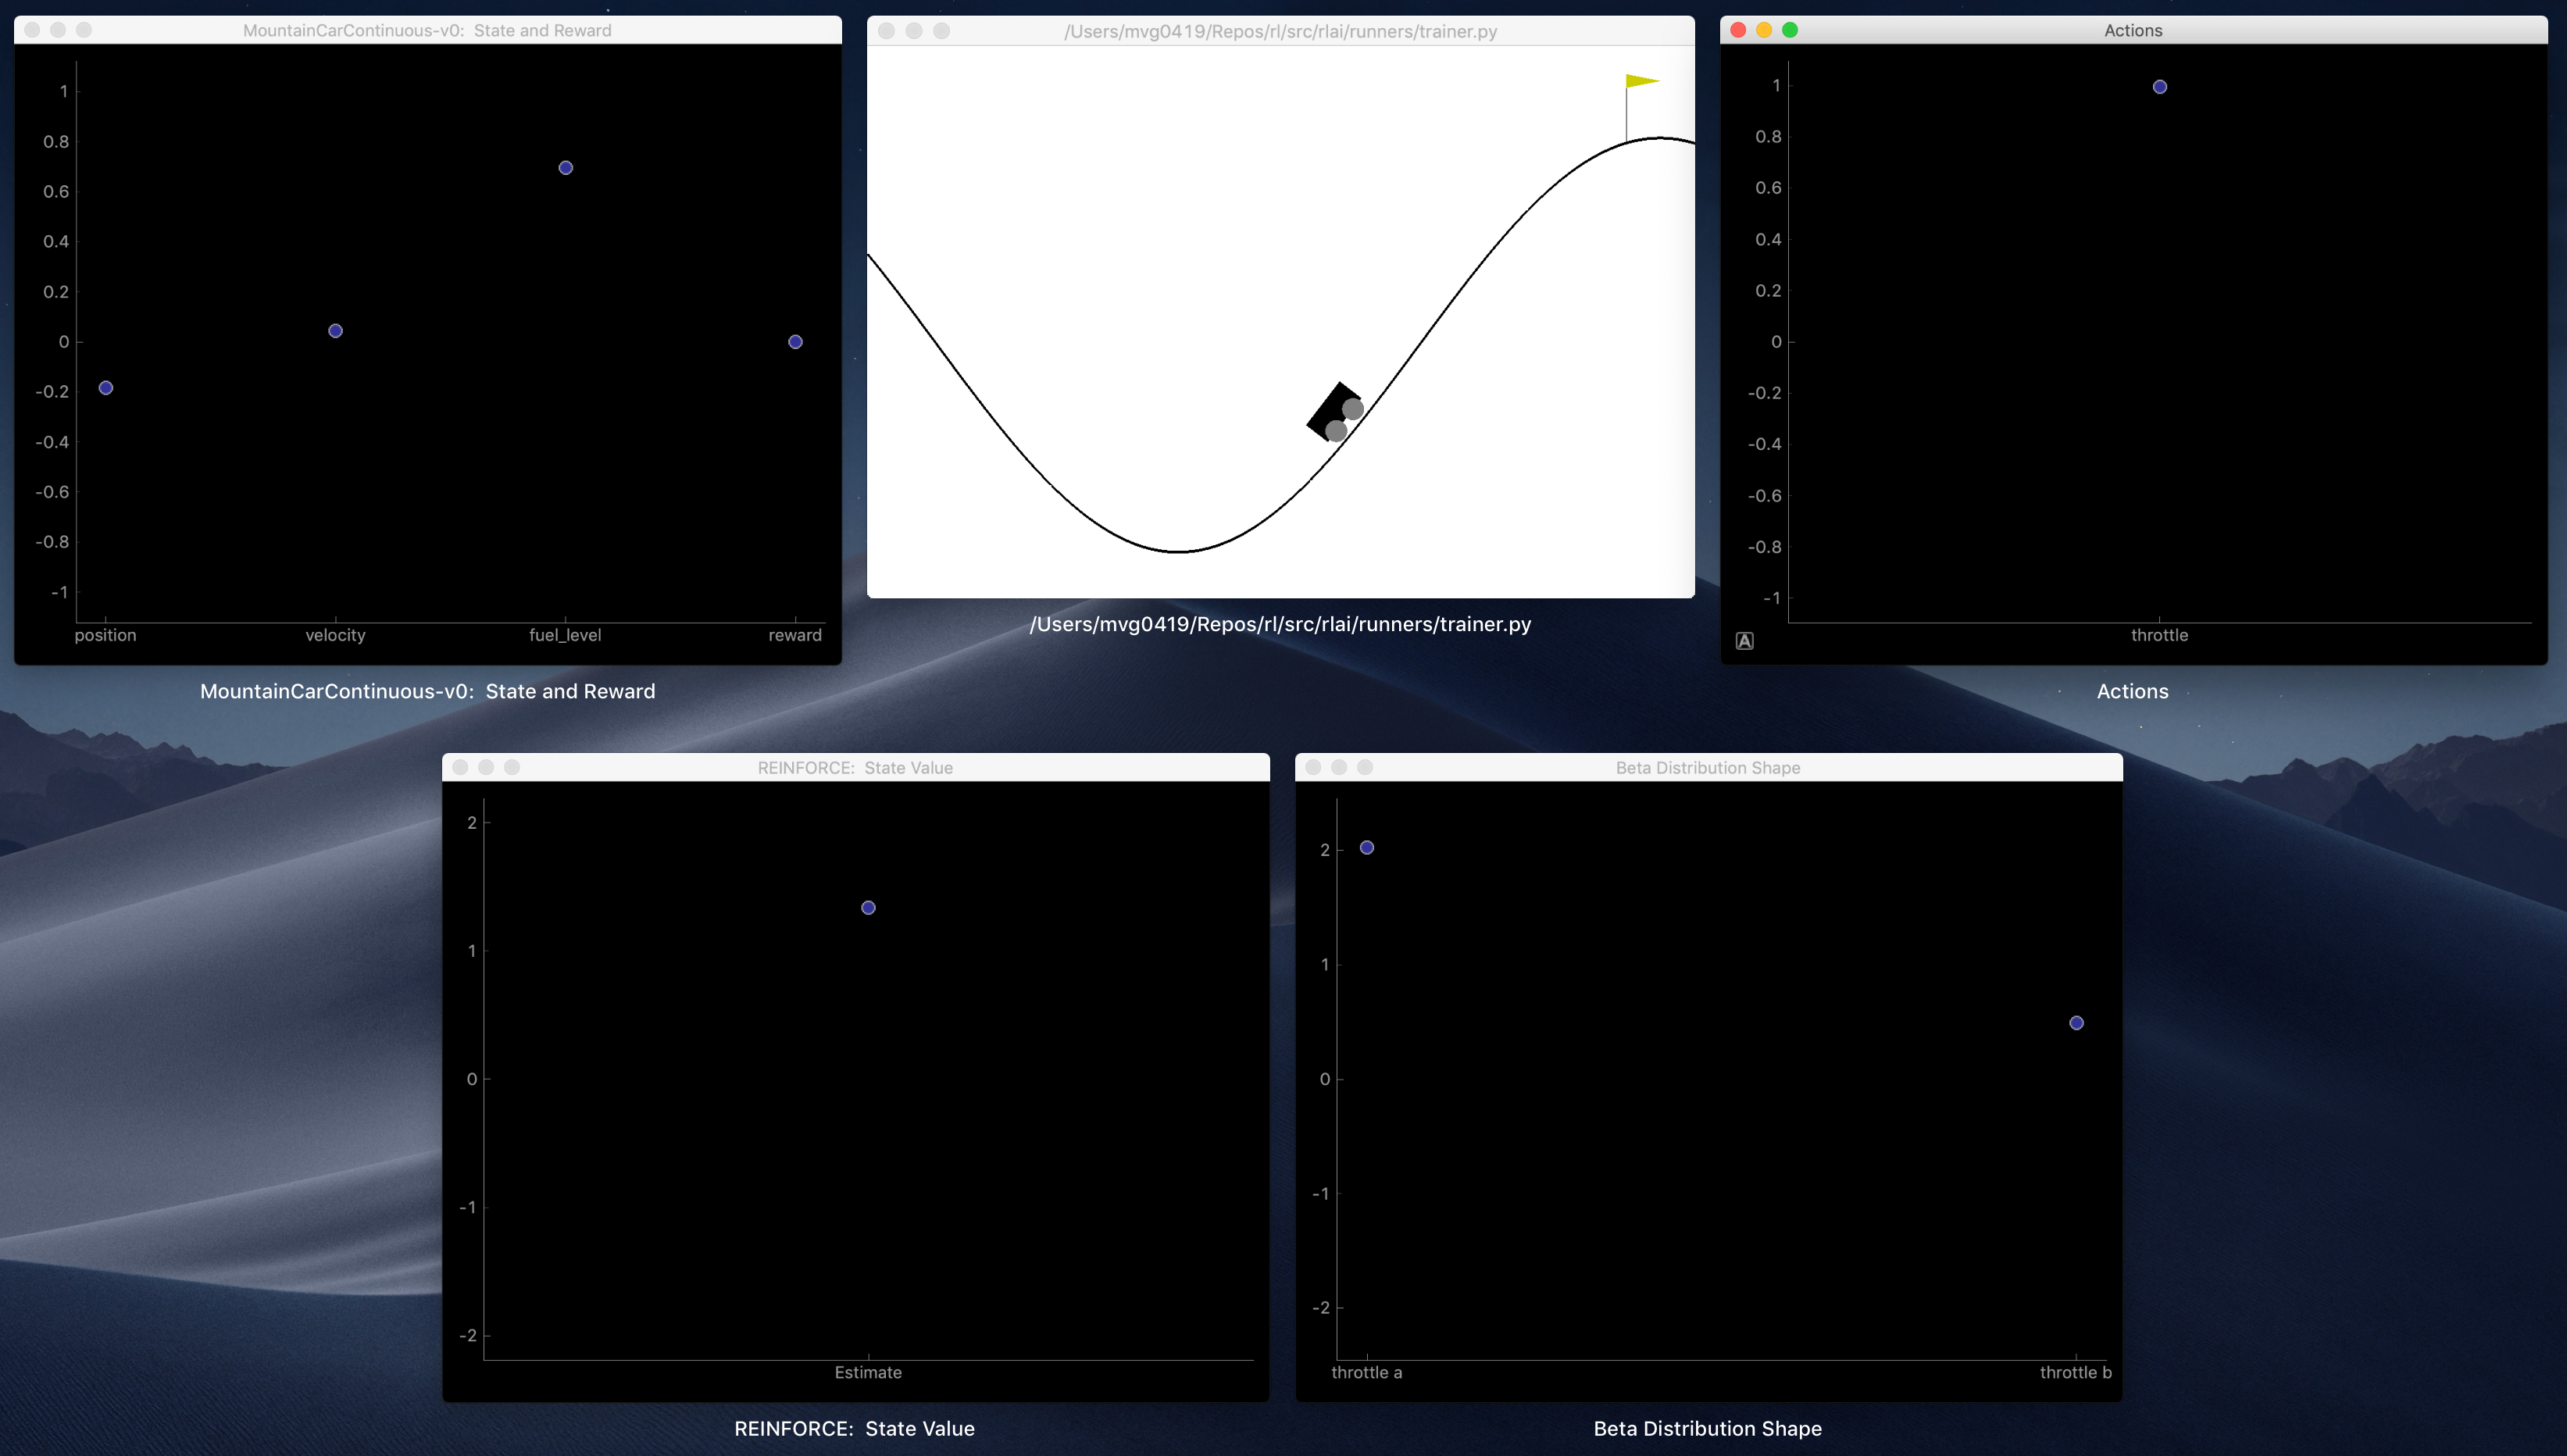 MountainCarContinuous-v0:  State and Reward
1
0.8
0.6
0.4
0.2
0
-0.2
-0.4
-0.6
-0.8
-1
position velocity fuel_level reward
MountainCarContinuous-v0:  State and Reward
/Users/mvg0419/Repos/rl/src/rlai/runners/trainer.py
/Users/mvg0419/Repos/rl/src/rlai/runners/trainer.py
Actions
1
0.8
0.6
0.4
0.2
0
-0.2
-0.4
-0.6
-0.8
-1
throttle
A
Actions
REINFORCE:  State Value
2
1
0
-1
-2
Estimate
REINFORCE:  State Value
Beta Distribution Shape
2
1
0
-1
-2
throttle a throttle b
Beta Distribution Shape